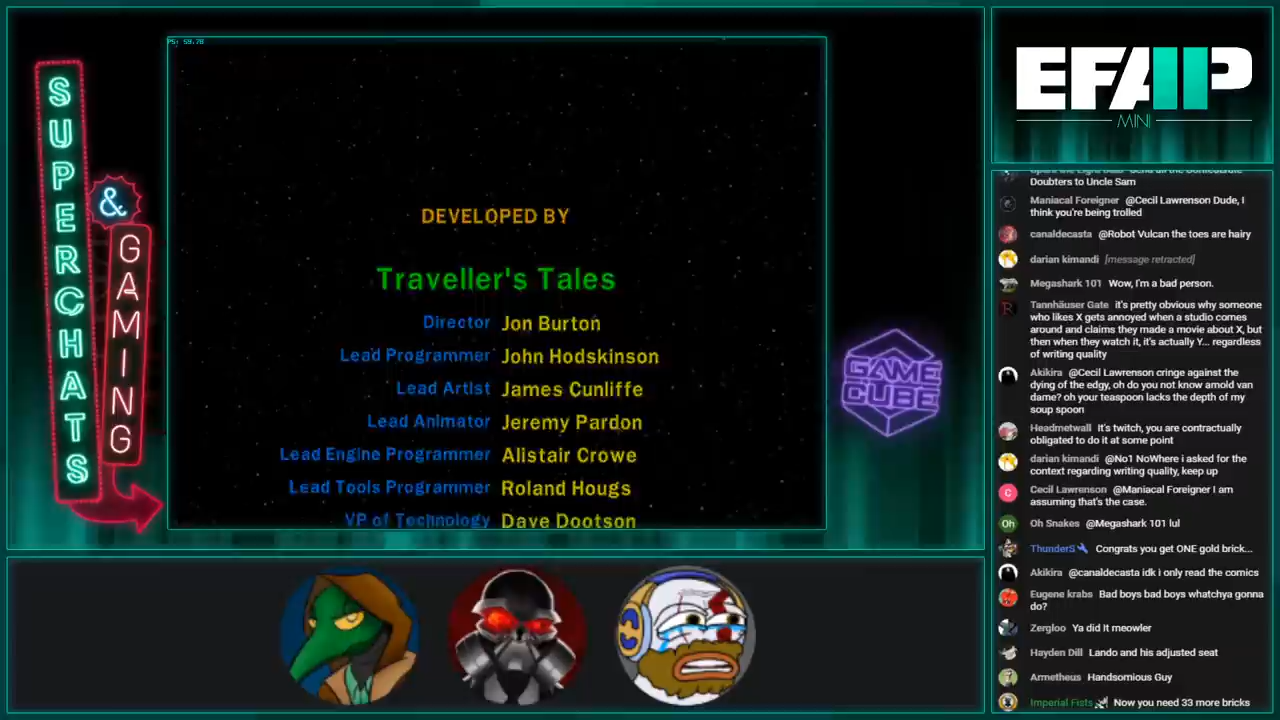 PS: 59.78
SUPERCHATS
&
GAMING
DEVELOPED BY
Traveller's Tales
Director Jon Burton
Lead Programmer John Hodskinson
Lead Artist James Cunliffe
Lead Animator Jeremy Pardon
Lead Engine Programmer Alistair Crowe
Lead Tools Programmer Roland Hougs
VP of Technology Dave Dootson
GAME
CUBE
EFAP
MINI
Doubters to Uncle Sam
Maniacal Foreigner @Cecil Lawrenson Dude, I
think you're being trolled
canaldecasta @Robot Vulcan the toes are hairy
darian kimandi [message retracted]
Megashark 101 Wow, I'm a bad person.
Tannhäuser Gate it's pretty obvious why someone
who likes X gets annoyed when a studio comes
around and claims they made a movie about X, but
then when they watch it, it's actually Y... regardless
of writing quality
Akikira @Cecil Lawrenson cringe against the
dying of the edgy, oh do you not know arnold van
dame? oh your teaspoon lacks the depth of my
soup spoon
Headmetwall It's twitch, you are contractually
obligated to do it at some point
darian kimandi @No1 NoWhere i asked for the
context regarding writing quality, keep up
Cecil Lawrenson @Maniacal Foreigner I am
assuming that's the case.
Oh Snakes @Megashark 101 lul
ThunderS Congrats you get ONE gold brick...
Akikira @canaldecasta idk i only read the comics
Eugene krabs Bad boys bad boys whatchya gonna
do?
Zergloo Ya did It meowler
Hayden Dill Lando and his adjusted seat
Armetheus Handsomious Guy
Imperial Fists Now you need 33 more bricks